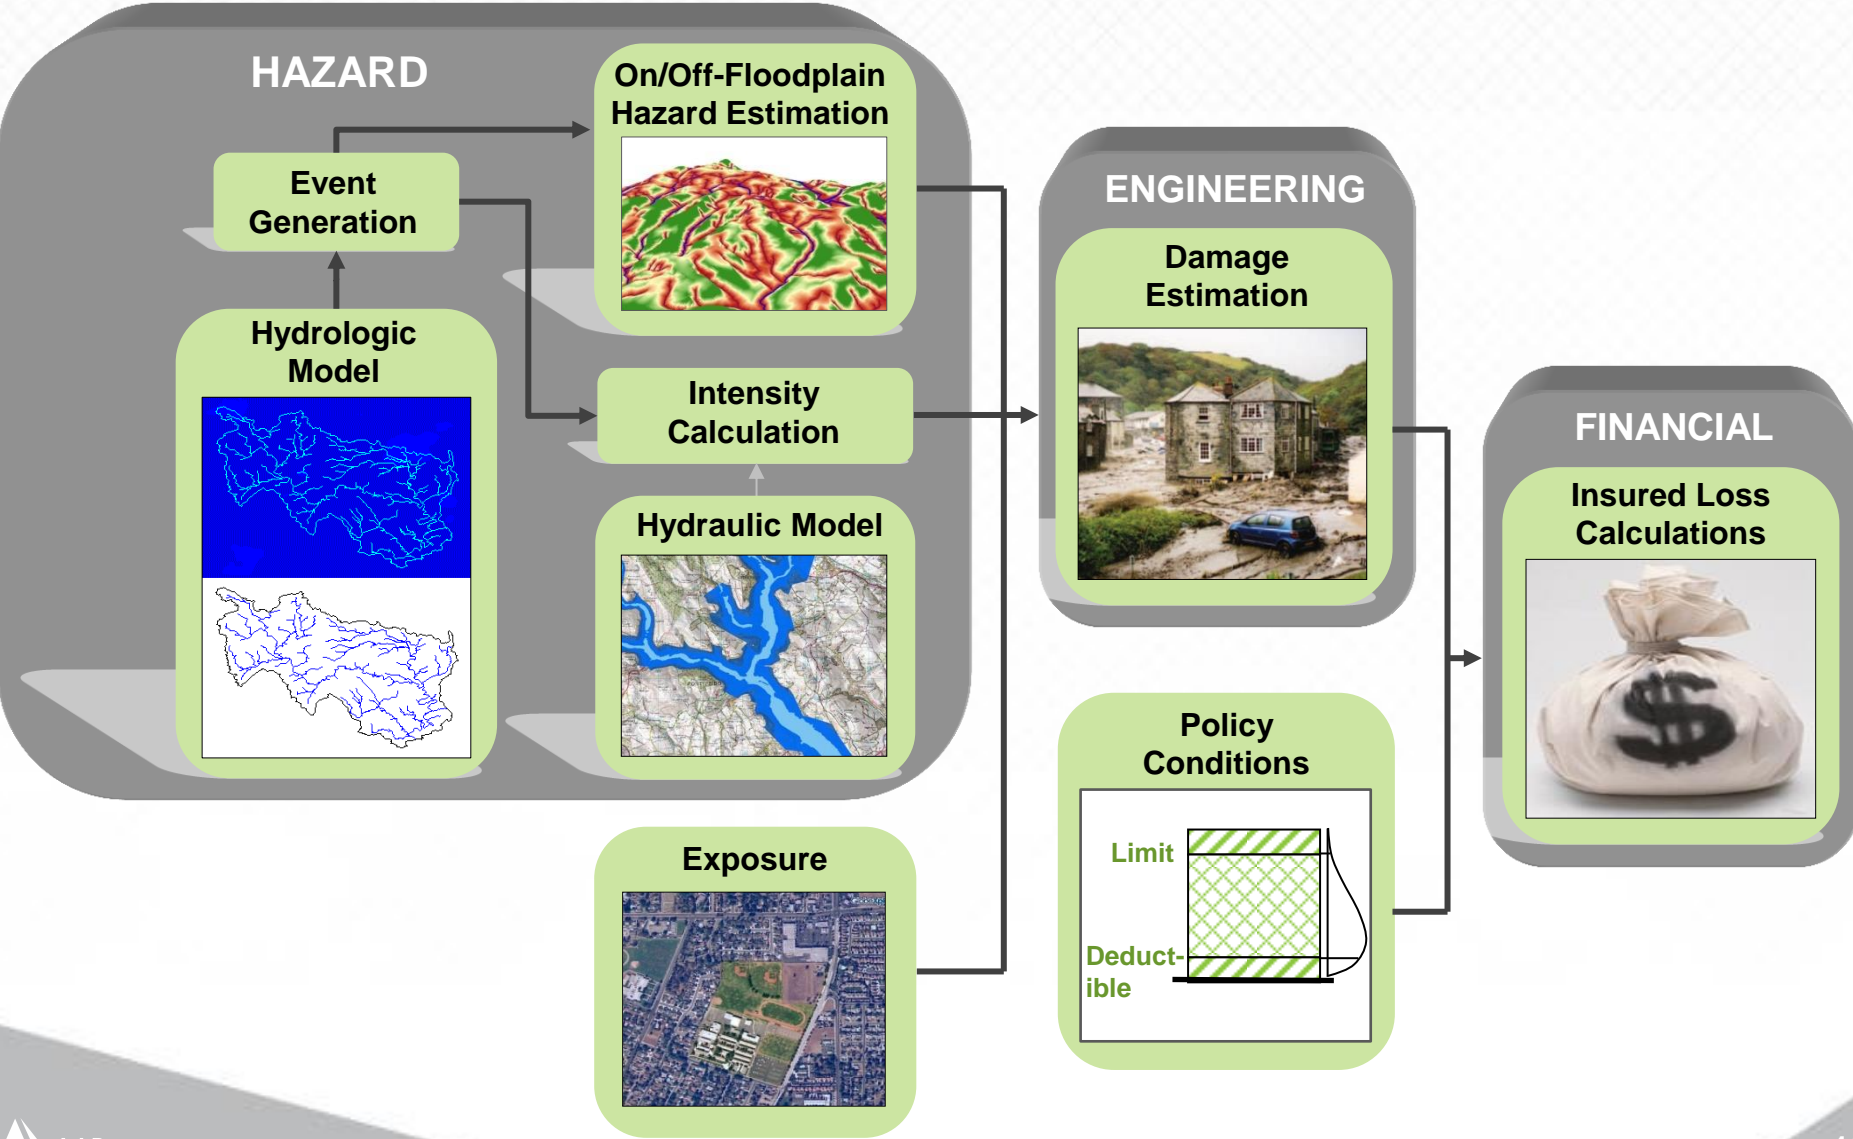 HAZARD
On/Off-Floodplain
Hazard Estimation
Event
Generation
Hydrologic
Model
Intensity
Calculation
Hydraulic Model
Exposure
ENGINEERING
Damage
Estimation
Policy
Conditions
Limit
Deduct-
ible
FINANCIAL
Insured Loss
Calculations
$